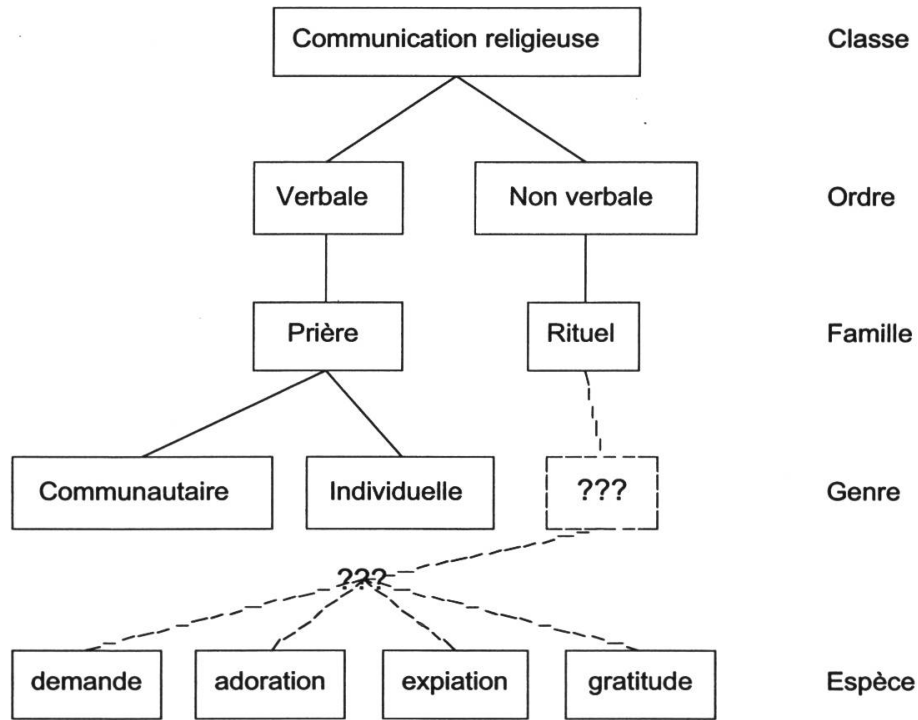 Communication religieuse Classe
Verbale Non verbale Ordre
Prière Rituel Famille
Communautaire Individuelle ??? Genre
???
demande adoration expiation gratitude Espèce